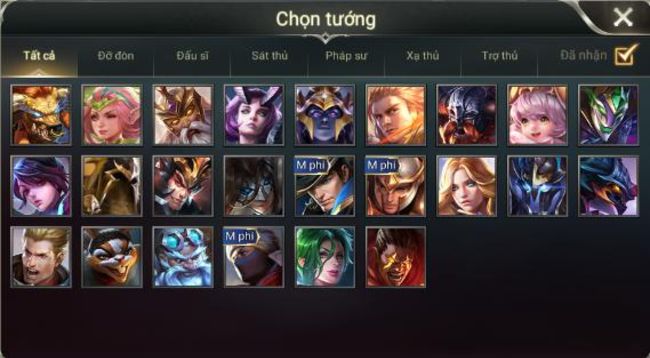 Chọn tướng
Tất cả Đỡ đòn Đấu sĩ Sát thủ Pháp sư Xạ thủ Trợ thủ Đã nhận
M phí M phí
M phí